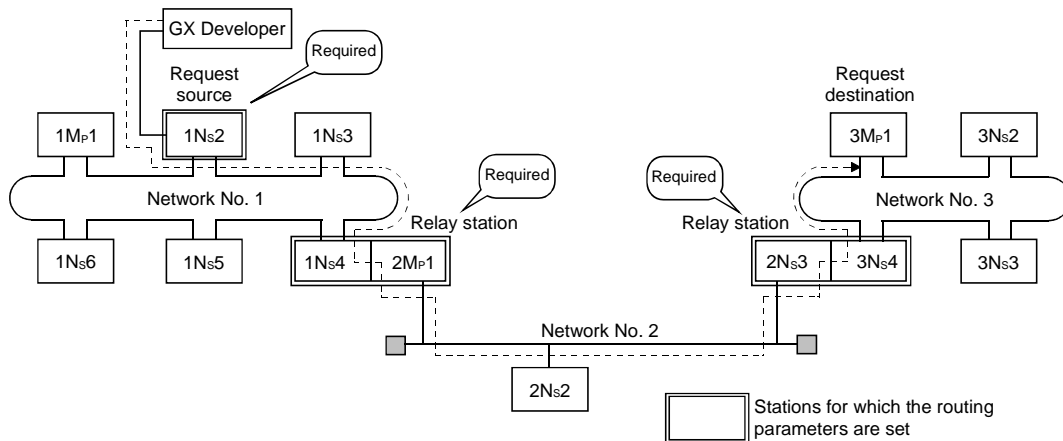 GX Developer
Required
Request
source
Request
destination
1MP1
1NS2
1NS3
3MP1
3NS2
Required
Required
Network No. 1
Network No. 3
Relay station
Relay station
1NS6
1NS5
1NS4
2MP1
2NS3
3NS4
3NS3
Network No. 2
2NS2
Stations for which the routing
parameters are set